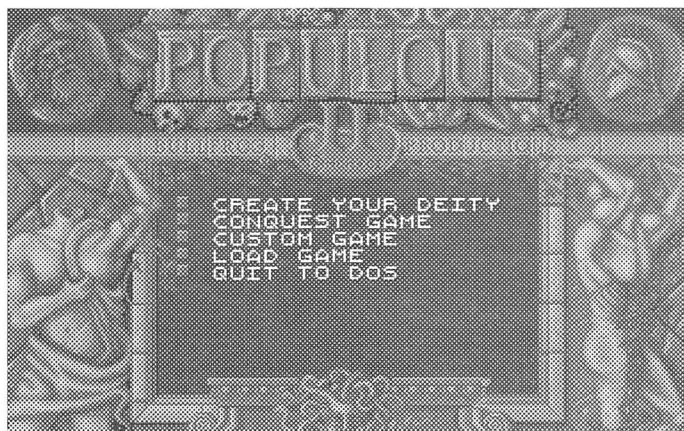 POPULOUS
II
CREATE YOUR DEITY
CONQUEST GAME
CUSTOM GAME
LOAD GAME
QUIT TO DOS